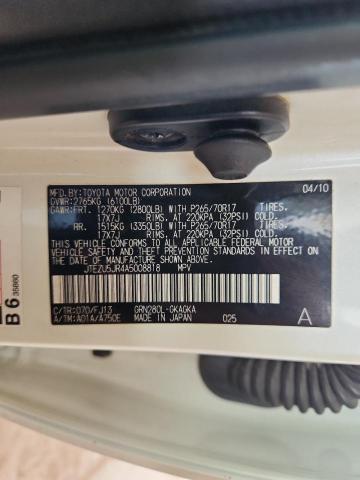 MFD.BY:TOYOTA MOTOR CORPORATION 04/10
GVWR:2765KG (6100LB)
GAWR:FRT. 1270KG (2800LB) WITH P265/70R17 TIRES.
17X7J RIMS. AT 220KPA (32PSI) COLD.
RR. 1515KG (3350LB) WITH P265/70R17 TIRES.
17X7J RIMS. AT 220KPA (32PSI) COLD.
THIS VEHICLE CONFORMS TO ALL APPLICABLE FEDERAL MOTOR
VEHICLE SAFETY AND THEFT PREVENTION STANDARDS IN EFFECT
ON THE DATE OF MANUFACTURE SHOWN ABOVE.
JTEZU5JR4A5008818 MPV
C/TR:070/FJ13 GRN280L-GKAGKA
A/TM:A01A/A750E MADE IN JAPAN 025 A
B6